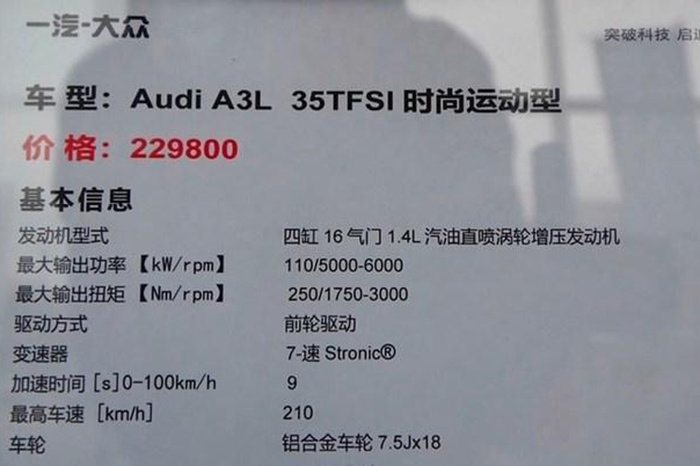 一汽-大众
突破科技 启
车 型：Audi A3L 35TFSI 时尚运动型
价 格：229800
基本信息
发动机型式 四缸 16 气门 1.4L 汽油直喷涡轮增压发动机
最大输出功率【kW/rpm】 110/5000-6000
最大输出扭矩【Nm/rpm】 250/1750-3000
驱动方式 前轮驱动
变速器 7-速 Stronic®
加速时间 [s]0-100km/h 9
最高车速 [km/h] 210
车轮 铝合金车轮 7.5Jx18